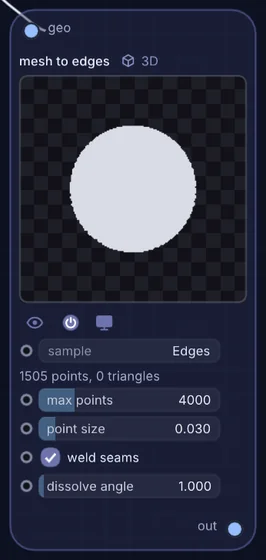 geo
mesh to edges 3D
sample Edges
1505 points, 0 triangles
max points 4000
point size 0.030
weld seams
dissolve angle 1.000
out